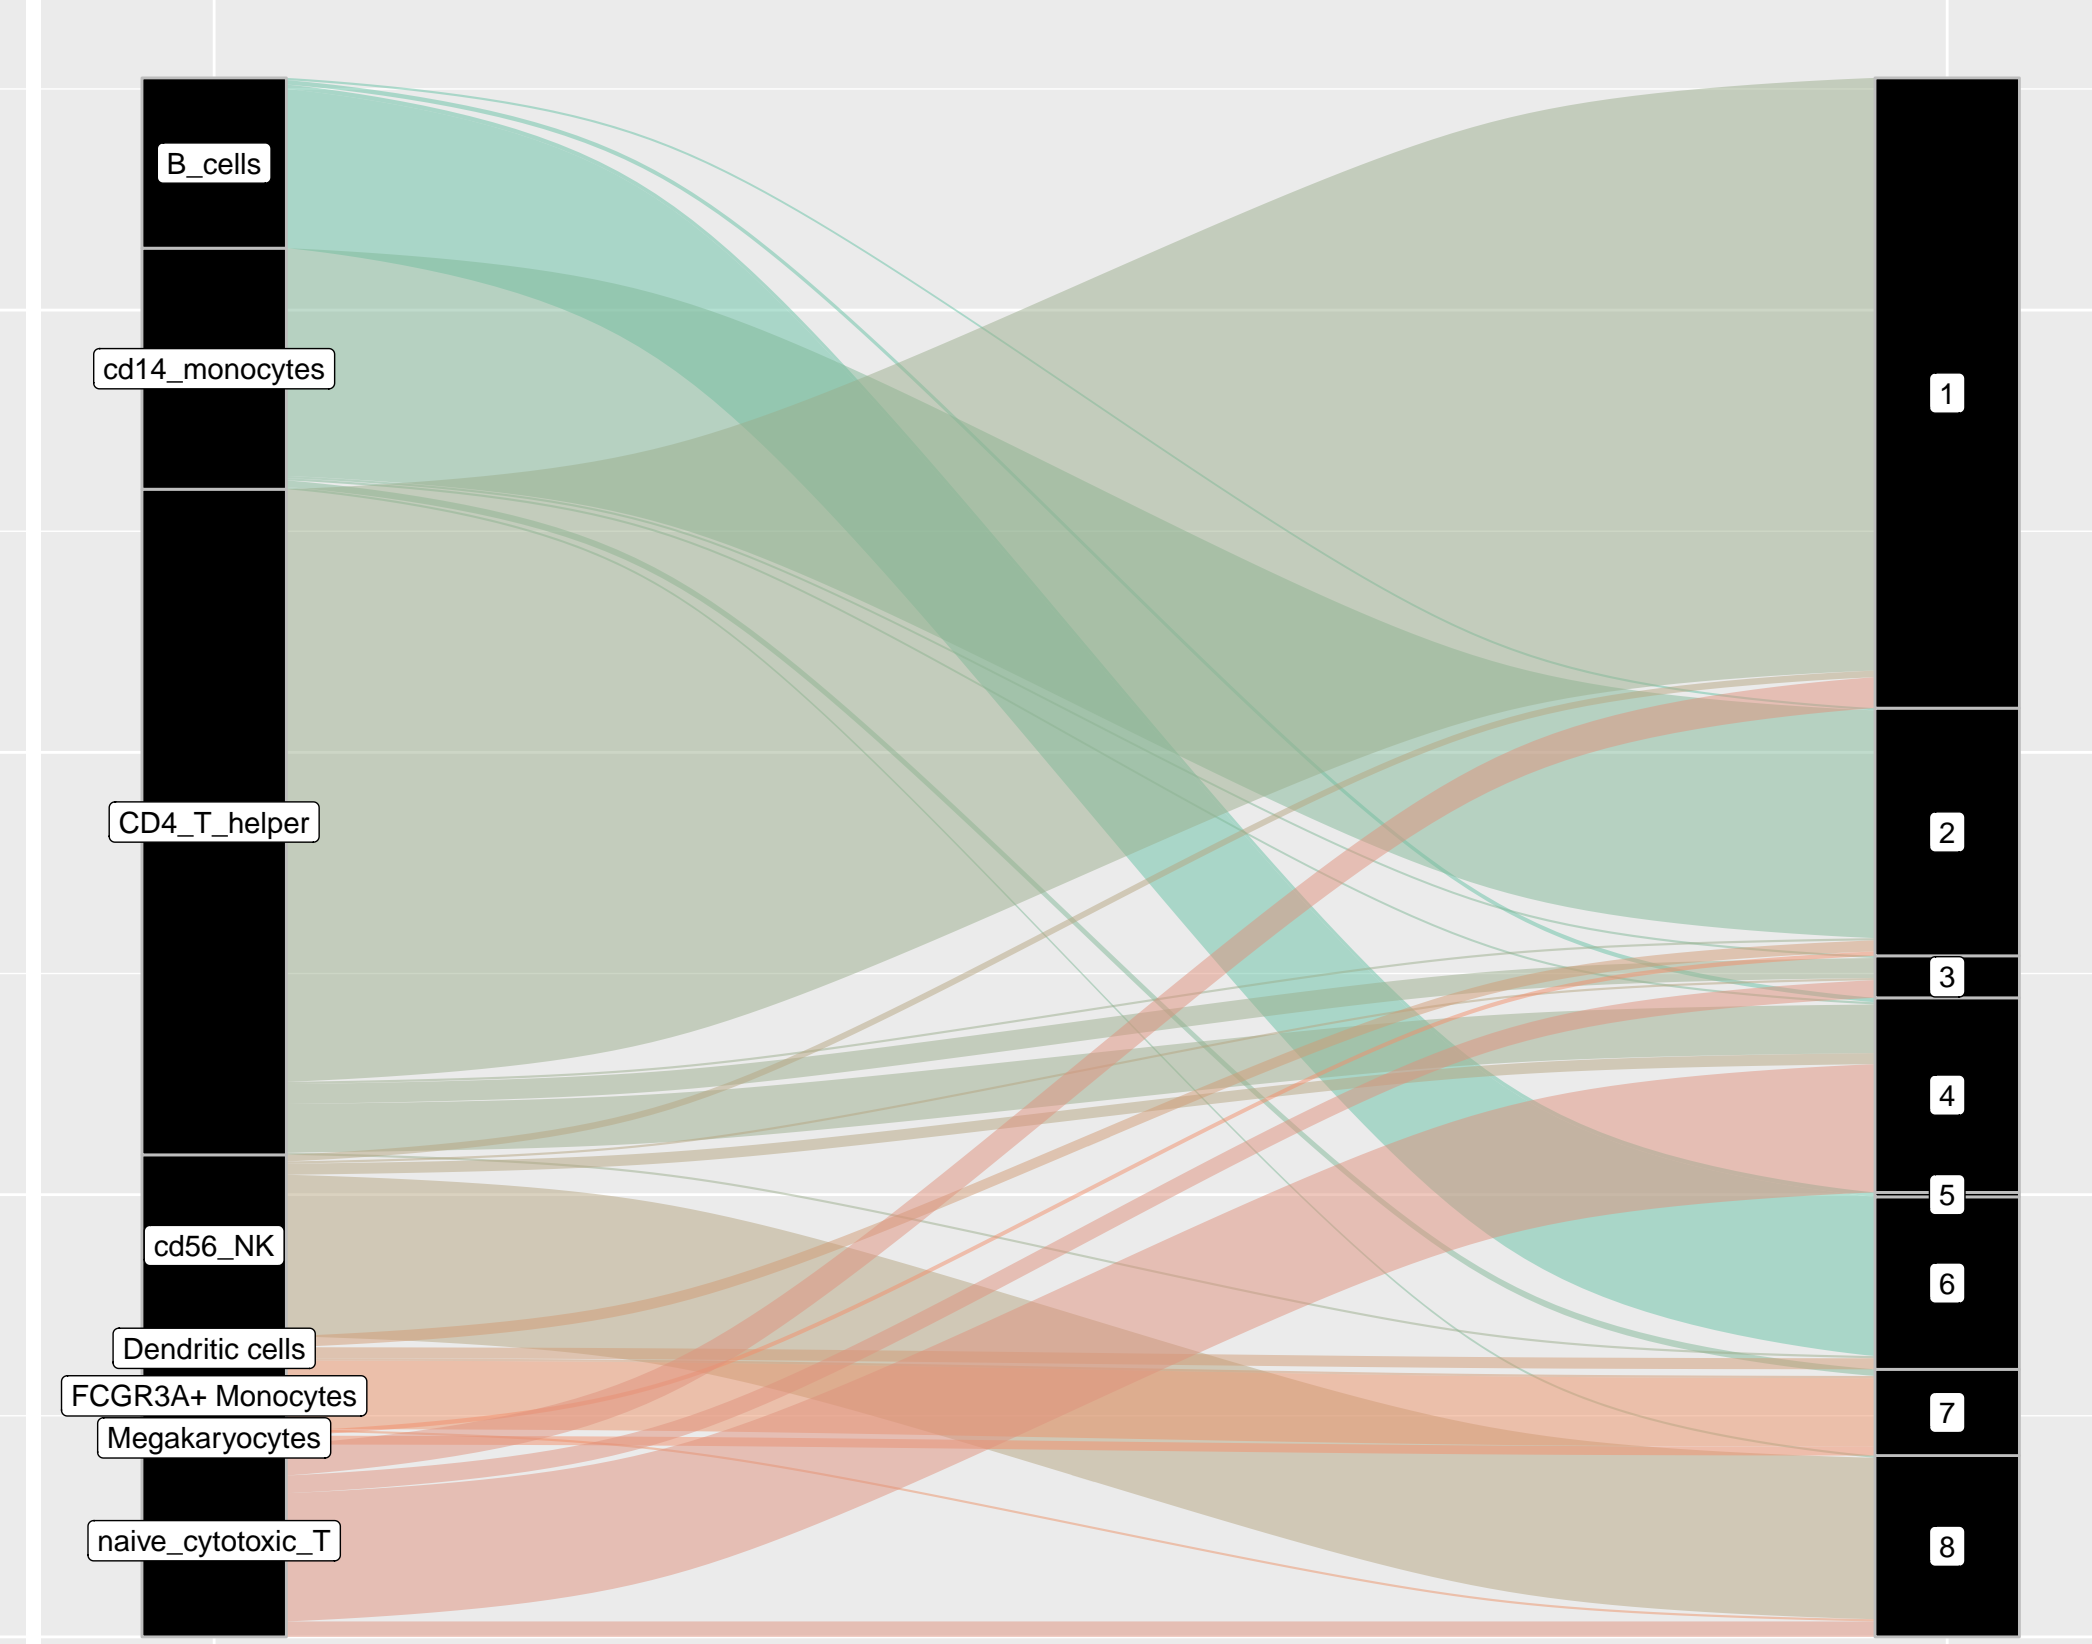 B_cells
cd14_monocytes
CD4_T_helper
cd56_NK
Dendritic cells
FCGR3A+ Monocytes
Megakaryocytes
naive_cytotoxic_T
1
2
3
4
5
6
7
8